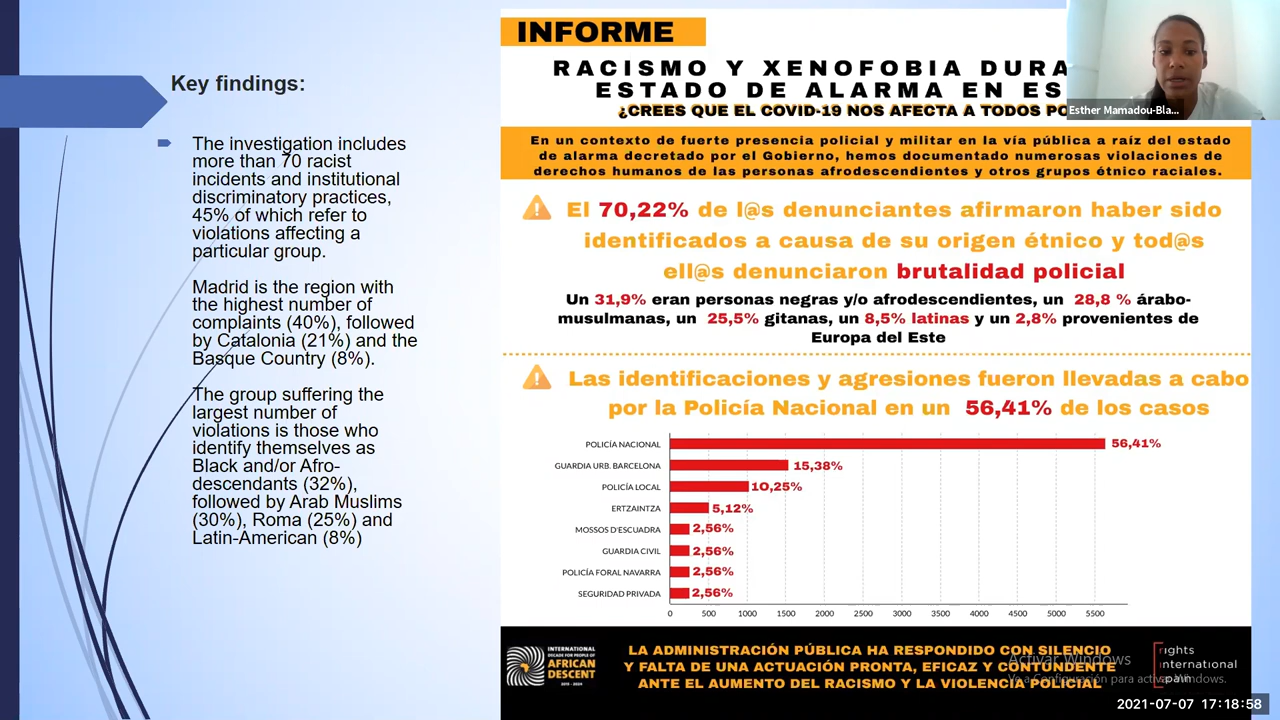 Key findings:
The investigation includes
more than 70 racist
incidents and institutional
discriminatory practices,
45% of which refer to
violations affecting a
particular group.
Madrid is the region with
the highest number of
complaints (40%), followed
by Catalonia (21%) and the
Basque Country (8%).
The group suffering the
largest number of
violations is those who
identify themselves as
Black and/or Afro-
descendants (32%),
followed by Arab Muslims
(30%), Roma (25%) and
Latin-American (8%)
INFORME
RACISMO Y XENOFOBIA DURA
ESTADO DE ALARMA EN ES
¿CREES QUE EL COVID-19 NOS AFECTA A TODOS PO
Esther Mamadou-Bla...
En un contexto de fuerte presencia policial y militar en la vía pública a raíz del estado
de alarma decretado por el Gobierno, hemos documentado numerosas violaciones de
derechos humanos de las personas afrodescendientes y otros grupos étnico raciales.
El 70,22% de l@s denunciantes afirmaron haber sido
identificados a causa de su origen étnico y tod@s
ell@s denunciaron brutalidad policial
Un 31,9% eran personas negras y/o afrodescendientes, un 28,8 % árabo-
musulmanas, un 25,5% gitanas, un 8,5% latinas y un 2,8% provenientes de
Europa del Este
Las identificaciones y agresiones fueron llevadas a cabo
por la Policía Nacional en un 56,41% de los casos
POLICÍA NACIONAL 56,41%
GUARDIA URB. BARCELONA 15,38%
POLICÍA LOCAL 10,25%
ERTZAINTZA 5,12%
MOSSOS D'ESCUADRA 2,56%
GUARDIA CIVIL 2,56%
POLICÍA FORAL NAVARRA 2,56%
SEGURIDAD PRIVADA 2,56%
0 500 1000 1500 2000 2500 3000 3500 4000 4500 5000 5500
INTERNATIONAL
DECADE FOR PEOPLE OF
AFRICAN
DESCENT
2015 - 2024
LA ADMINISTRACIÓN PÚBLICA HA RESPONDIDO CON SILENCIO
Y FALTA DE UNA ACTUACIÓN PRONTA, EFICAZ Y CONTUNDENTE
ANTE EL AUMENTO DEL RACISMO Y LA VIOLENCIA POLICIAL
rights
international
spain
Activar Windows
Ve a Configuración para activar Windows.
2021-07-07 17:18:58